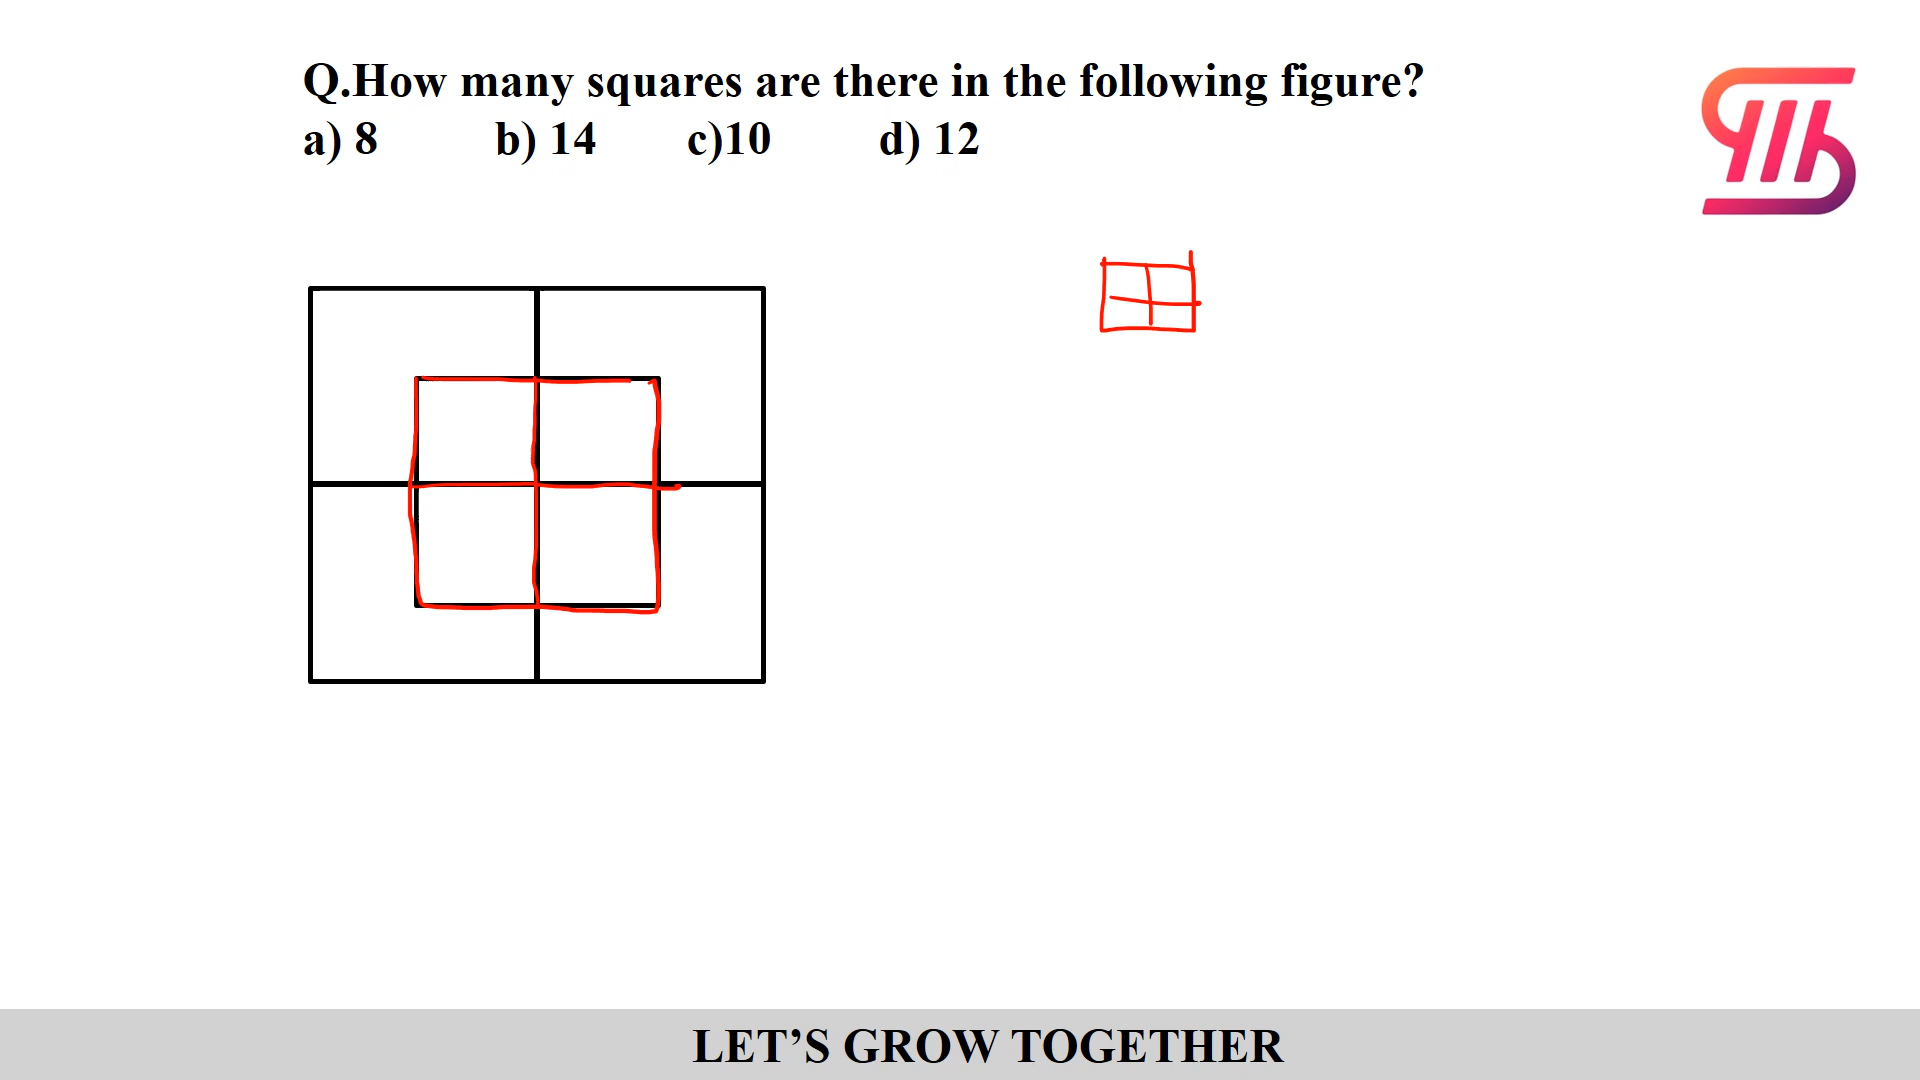 Q.How many squares are there in the following figure?
a) 8 b) 14 c)10 d) 12
LET’S GROW TOGETHER